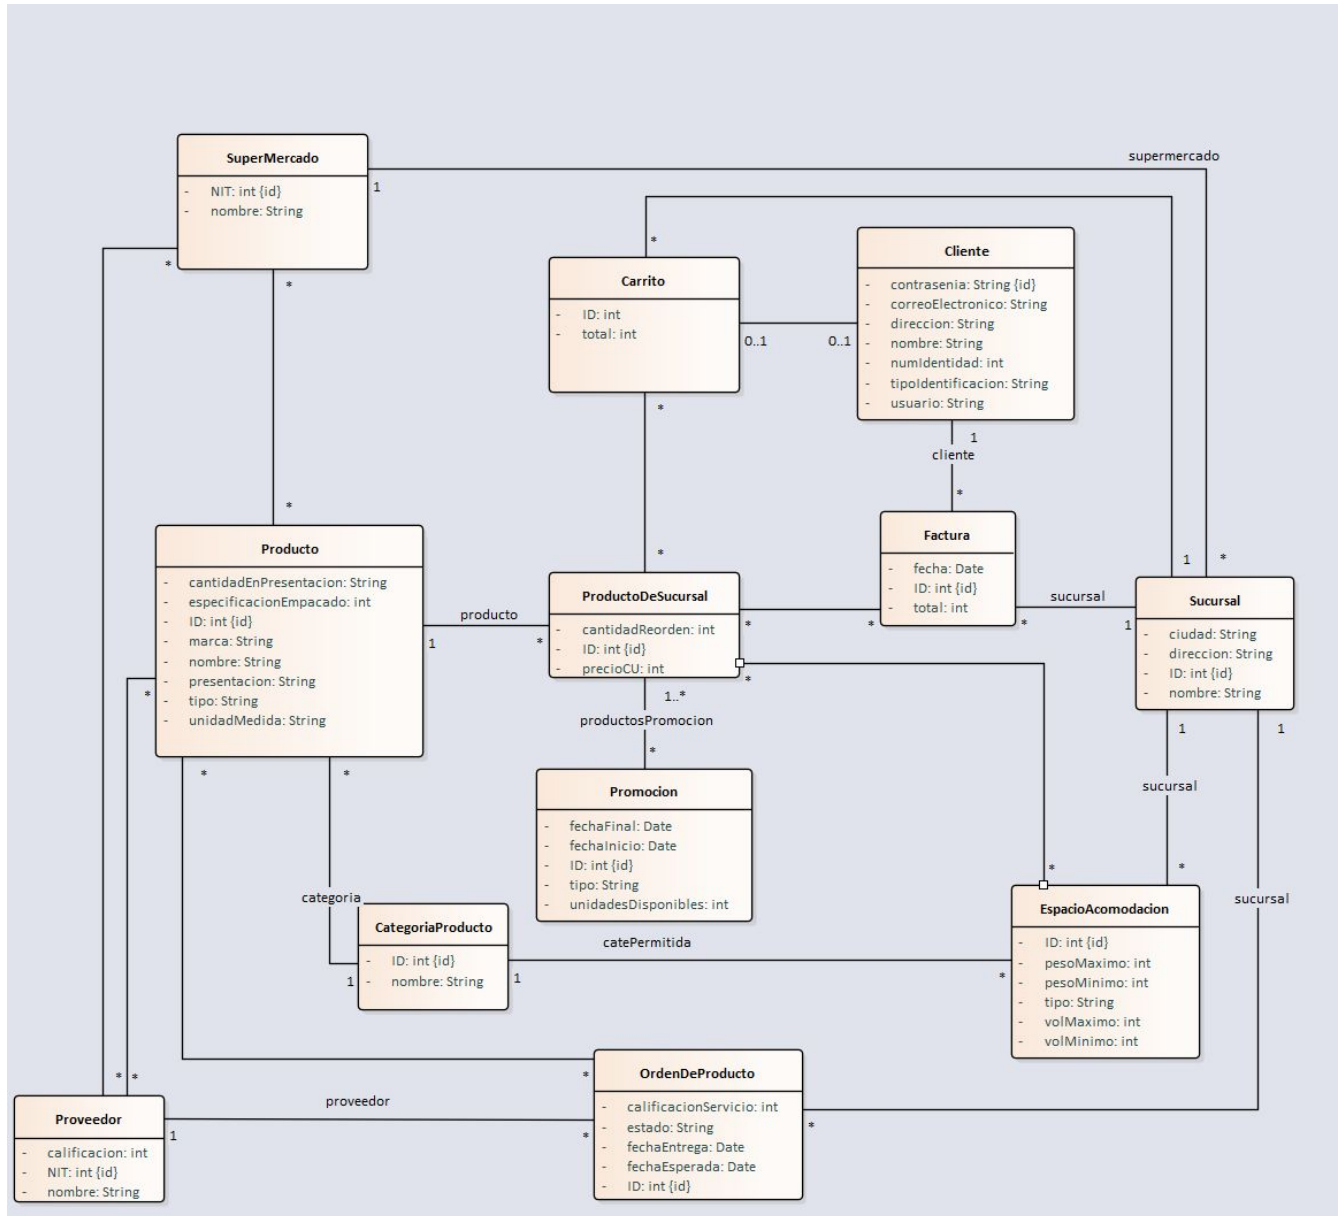 SuperMercado
- NIT: int {id}
- nombre: String
1
supermercado
*
*
*
Carrito
- ID: int
- total: int
0..1
0..1
*
Cliente
- contrasenia: String {id}
- correoElectronico: String
- direccion: String
- nombre: String
- numIdentidad: int
- tipoIdentificacion: String
- usuario: String
1
cliente
*
*
Producto
- cantidadEnPresentacion: String
- especificacionEmpacado: int
- ID: int {id}
- marca: String
- nombre: String
- presentacion: String
- tipo: String
- unidadMedida: String
producto
1
*
*
ProductoDeSucursal
- cantidadReorden: int
- ID: int {id}
- precioCU: int
*
*
*
Factura
- fecha: Date
- ID: int {id}
- total: int
sucursal
*
1
1
*
Sucursal
- ciudad: String
- direccion: String
- ID: int {id}
- nombre: String
1
1
1..*
productosPromocion
*
Promocion
- fechaFinal: Date
- fechaInicio: Date
- ID: int {id}
- tipo: String
- unidadesDisponibles: int
*
*
*
categoria
sucursal
*
*
sucursal
CategoriaProducto
- ID: int {id}
- nombre: String
1
1
catePermitida
*
EspacioAcomodacion
- ID: int {id}
- pesoMaximo: int
- pesoMinimo: int
- tipo: String
- volMaximo: int
- volMinimo: int
*
*
*
Proveedor
- calificacion: int
- NIT: int {id}
- nombre: String
1
proveedor
*
OrdenDeProducto
- calificacionServicio: int
- estado: String
- fechaEntrega: Date
- fechaEsperada: Date
- ID: int {id}
*